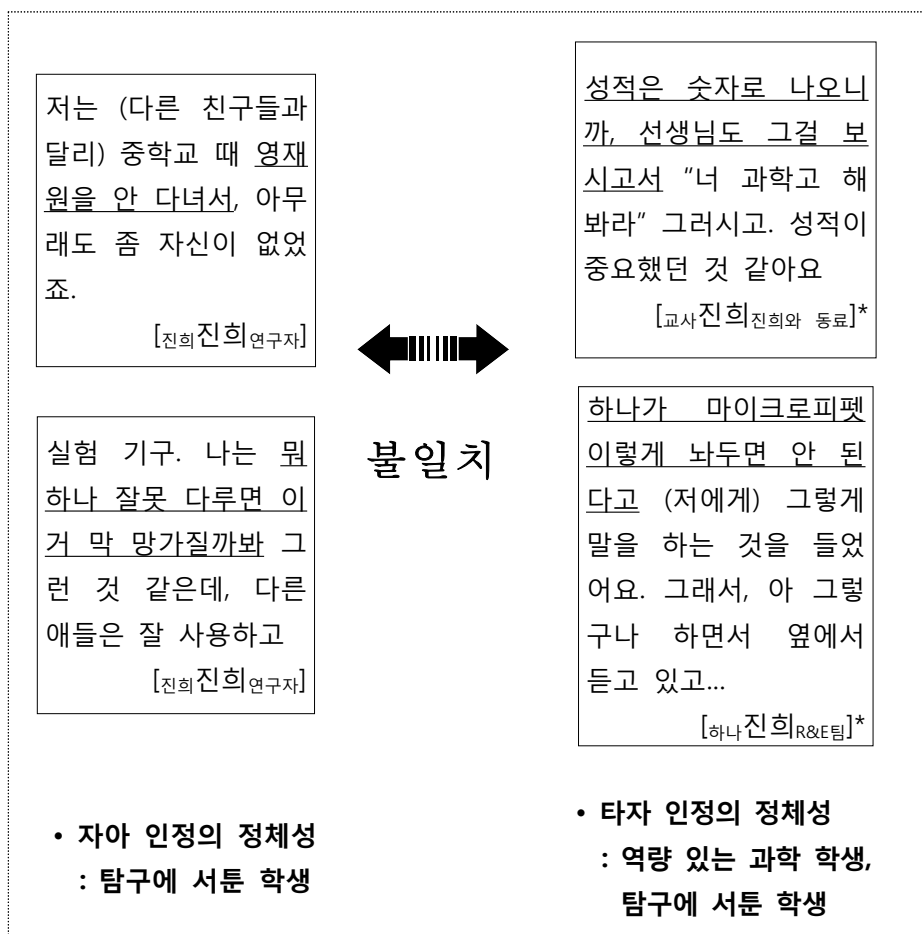 저는 (다른 친구들과
달리) 중학교 때 영재
원을 안 다녀서, 아무
래도 좀 자신이 없었
죠.
[진희진희연구자]
실험 기구. 나는 뭐
하나 잘못 다루면 이
거 막 망가질까봐 그
런 것 같은데, 다른
애들은 잘 사용하고
[진희진희연구자]
• 자아 인정의 정체성
: 탐구에 서툰 학생
불일치
성적은 숫자로 나오니
까, 선생님도 그걸 보
시고서 "너 과학고 해
봐라" 그러시고. 성적이
중요했던 것 같아요
[교사진희진희와 동료]*
하나가 마이크로피펫
이렇게 놔두면 안 된
다고 (저에게) 그렇게
말을 하는 것을 들었
어요. 그래서, 아 그렇
구나 하면서 옆에서
듣고 있고...
[하나진희R&E팀]*
• 타자 인정의 정체성
: 역량 있는 과학 학생,
탐구에 서툰 학생